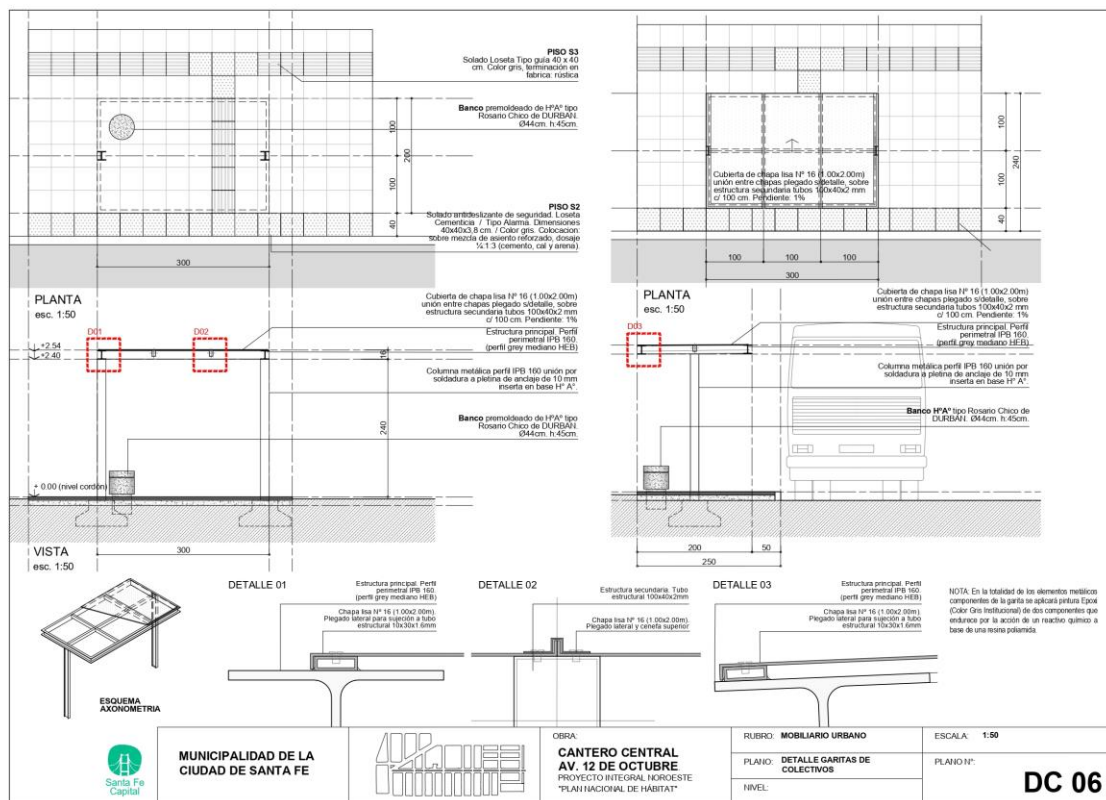 PISO S3
Solado Loseta Tipo guía 40 x 40
cm. Color gris, terminación en
fabrica: rústica
Banco premoldeado de HºAº tipo
Rosario Chico de DURBAN.
Ø44cm. h:45cm.
100
200
100
40
PISO S2
Solado antideslizante de seguridad. Loseta
Cementicia / Tipo Alarma. Dimensiones
40x40x3,8 cm. / Color gris. Colocacion:
sobre mezcla de asiento reforzado, dosaje
¼:1:3 (cemento, cal y arena).
300
PLANTA
esc. 1:50
Cubierta de chapa lisa Nº 16 (1.00x2.00m)
unión entre chapas plegado s/detalle, sobre
estructura secundaria tubos 100x40x2 mm
c/ 100 cm. Pendiente: 1%
100
240
100
40
100
100
100
300
PLANTA
esc. 1:50
Cubierta de chapa lisa Nº 16 (1.00x2.00m)
unión entre chapas plegado s/detalle, sobre
estructura secundaria tubos 100x40x2 mm
c/ 100 cm. Pendiente: 1%
Estructura principal. Perfil
perimetral IPB 160.
(perfil grey mediano HEB)
Columna metálica perfil IPB 160 unión por
soldadura a pletina de anclaje de 10 mm
inserta en base Hº Aº.
Banco premoldeado de HºAº tipo
Rosario Chico de DURBAN.
Ø44cm. h:45cm.
D01
D02
+2.54
+2.40
16
240
+ 0.00 (nivel cordón)
300
VISTA
esc. 1:50
Cubierta de chapa lisa Nº 16 (1.00x2.00m)
unión entre chapas plegado s/detalle, sobre
estructura secundaria tubos 100x40x2 mm
c/ 100 cm. Pendiente: 1%
Estructura principal. Perfil
perimetral IPB 160.
(perfil grey mediano HEB)
Columna metálica perfil IPB 160 unión por
soldadura a pletina de anclaje de 10 mm
inserta en base Hº Aº.
Banco HºAº tipo Rosario Chico de
DURBAN. Ø44cm. h:45cm.
D03
200
50
250
ESQUEMA
AXONOMETRIA
DETALLE 01
Estructura principal. Perfil
perimetral IPB 160.
(perfil grey mediano HEB)
Chapa lisa Nº 16 (1.00x2.00m).
Plegado lateral para sujeción a tubo
estructural 10x30x1.6mm
DETALLE 02
Estructura secundaria. Tubo
estructural 100x40x2mm
Chapa lisa Nº 16 (1.00x2.00m).
Plegado lateral y cenefa superior
DETALLE 03
Estructura principal. Perfil
perimetral IPB 160.
(perfil grey mediano HEB)
Chapa lisa Nº 16 (1.00x2.00m).
Plegado lateral para sujeción a tubo
estructural 10x30x1.6mm
NOTA: En la totalidad de los elementos metálicos
componentes de la garita se aplicará pintura Epoxi
(Color Gris Institucional) de dos componentes que
endurece por la acción de un reactivo químico a
base de una resina poliamida.
Santa Fe
Capital
MUNICIPALIDAD DE LA
CIUDAD DE SANTA FE
OBRA:
CANTERO CENTRAL
AV. 12 DE OCTUBRE
PROYECTO INTEGRAL NOROESTE
"PLAN NACIONAL DE HÁBITAT"
RUBRO: MOBILIARIO URBANO
PLANO: DETALLE GARITAS DE
COLECTIVOS
NIVEL:
ESCALA: 1:50
PLANO Nº:
DC 06